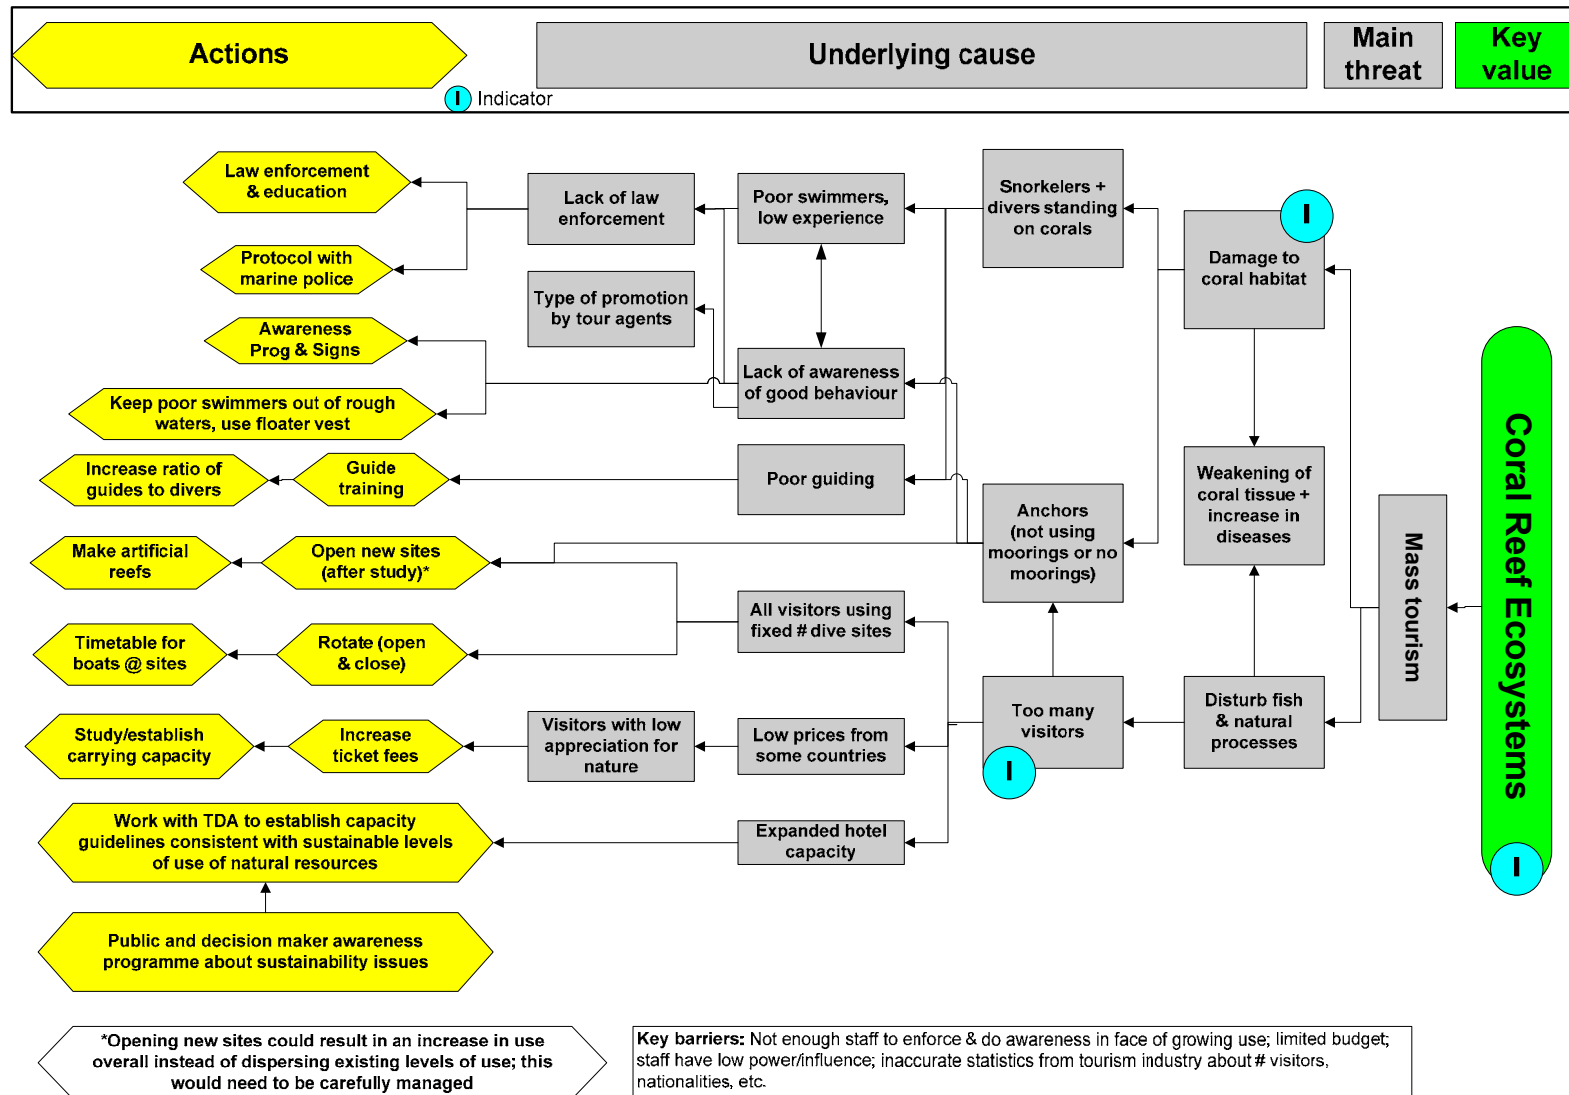 Actions
Underlying cause
Main
threat
Key
value
I Indicator
Law enforcement
& education
Lack of law
enforcement
Poor swimmers,
low experience
Snorkelers +
divers standing
on corals
I
Damage to
coral habitat
Protocol with
marine police
Type of promotion
by tour agents
Awareness
Prog & Signs
Lack of awareness
of good behaviour
Keep poor swimmers out of rough
waters, use floater vest
Increase ratio of
guides to divers
Guide
training
Poor guiding
Anchors
(not using
moorings or no
moorings)
Weakening of
coral tissue +
increase in
diseases
Mass tourism
Coral Reef Ecosystems
I
Make artificial
reefs
Open new sites
(after study)*
All visitors using
fixed # dive sites
Timetable for
boats @ sites
Rotate (open
& close)
Too many
visitors
I
Disturb fish
& natural
processes
Study/establish
carrying capacity
Increase
ticket fees
Visitors with low
appreciation for
nature
Low prices from
some countries
Work with TDA to establish capacity
guidelines consistent with sustainable levels
of use of natural resources
Expanded hotel
capacity
Public and decision maker awareness
programme about sustainability issues
*Opening new sites could result in an increase in use
overall instead of dispersing existing levels of use; this
would need to be carefully managed
Key barriers: Not enough staff to enforce & do awareness in face of growing use; limited budget;
staff have low power/influence; inaccurate statistics from tourism industry about # visitors,
nationalities, etc.